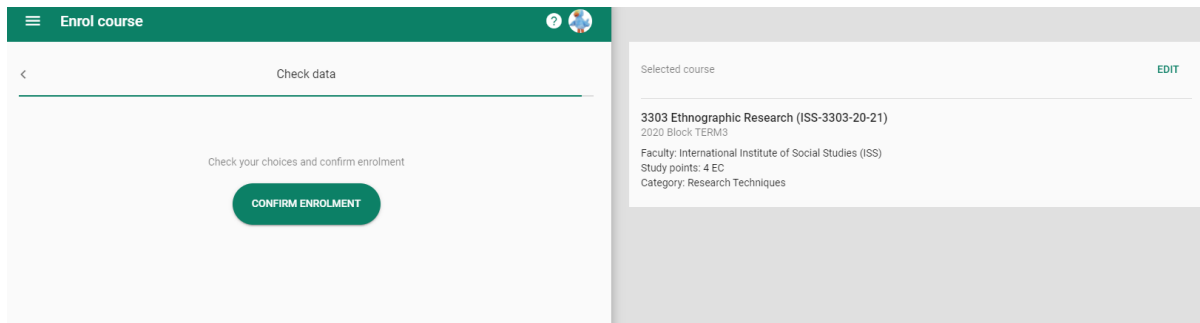 Enrol course
?
Check data
Check your choices and confirm enrolment
CONFIRM ENROLMENT
Selected course
EDIT
3303 Ethnographic Research (ISS-3303-20-21)
2020 Block TERM3
Faculty: International Institute of Social Studies (ISS)
Study points: 4 EC
Category: Research Techniques